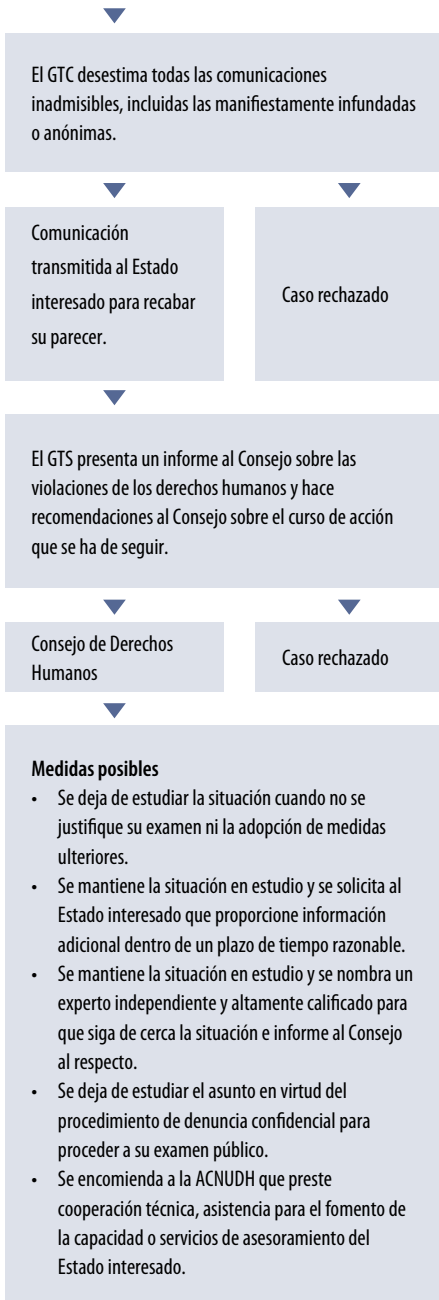 El GTC desestima todas las comunicaciones
inadmisibles, incluidas las manifiestamente infundadas
o anónimas.
Comunicación
transmitida al Estado
interesado para recabar
su parecer.
Caso rechazado
El GTS presenta un informe al Consejo sobre las
violaciones de los derechos humanos y hace
recomendaciones al Consejo sobre el curso de acción
que se ha de seguir.
Consejo de Derechos
Humanos
Caso rechazado
Medidas posibles
• Se deja de estudiar la situación cuando no se
justifique su examen ni la adopción de medidas
ulteriores.
• Se mantiene la situación en estudio y se solicita al
Estado interesado que proporcione información
adicional dentro de un plazo de tiempo razonable.
• Se mantiene la situación en estudio y se nombra un
experto independiente y altamente calificado para
que siga de cerca la situación e informe al Consejo
al respecto.
• Se deja de estudiar el asunto en virtud del
procedimiento de denuncia confidencial para
proceder a su examen público.
• Se encomienda a la ACNUDH que preste
cooperación técnica, asistencia para el fomento de
la capacidad o servicios de asesoramiento del
Estado interesado.